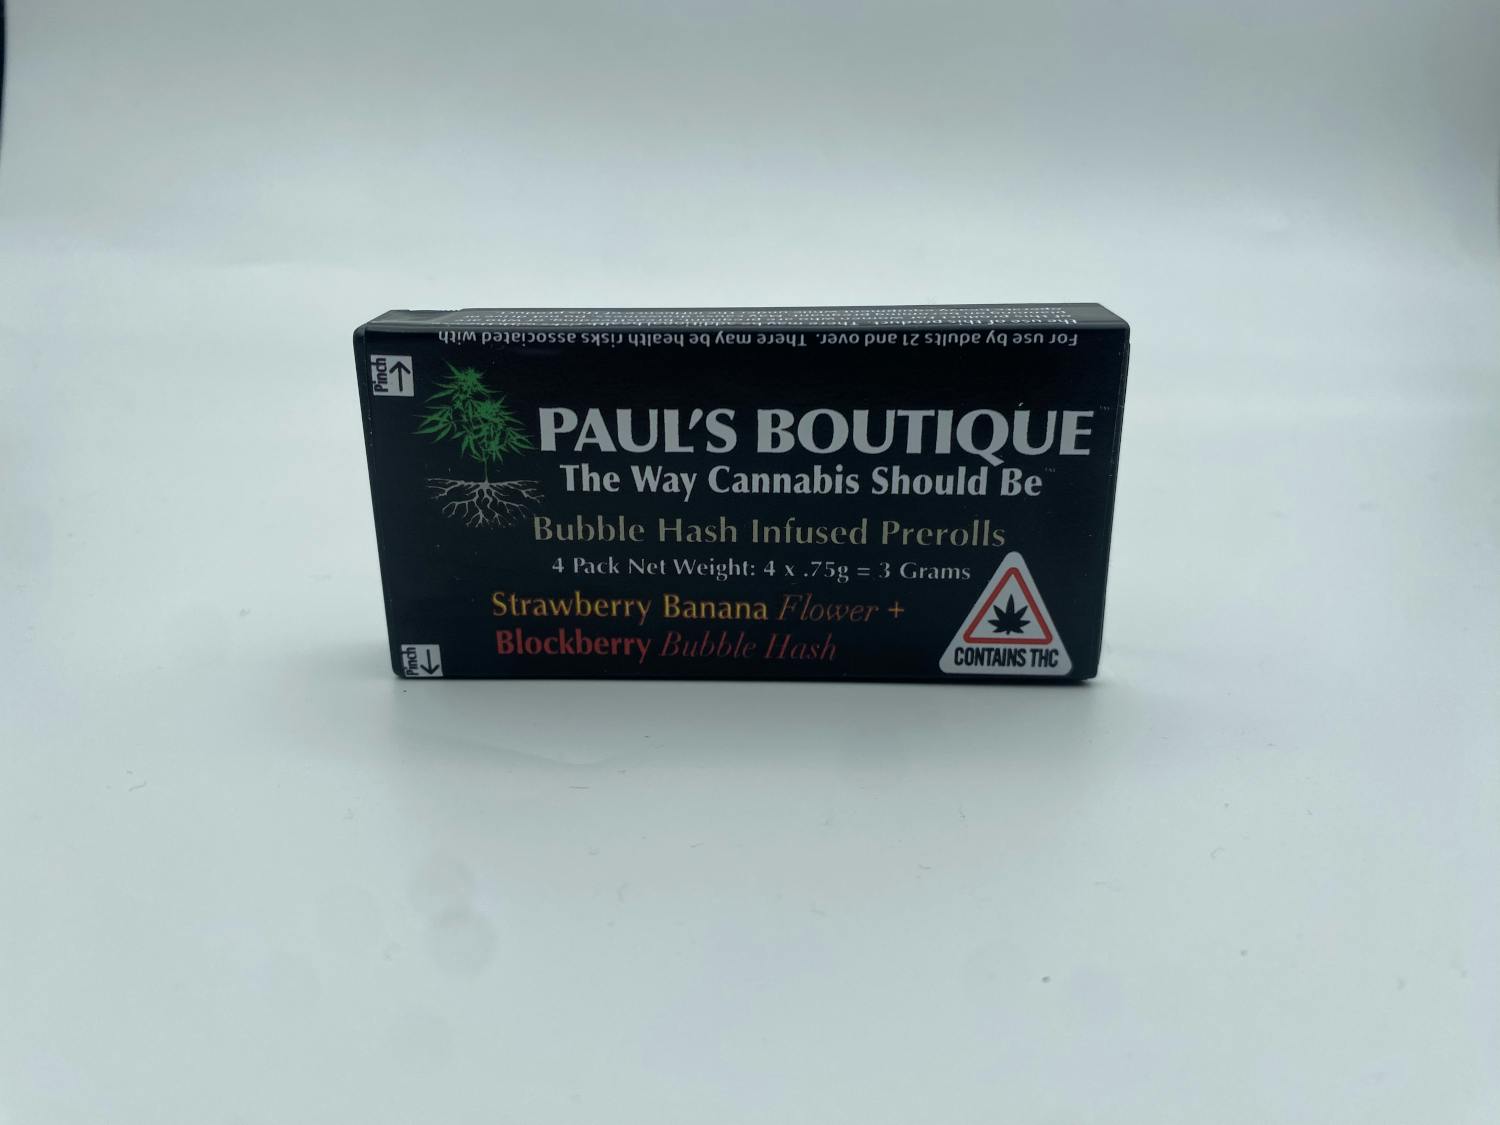 For use by adults 21 and over. There may be health risks associated with
Pinch
PAUL'S BOUTIQUE
The Way Cannabis Should Be
Bubble Hash Infused Prerolls
4 Pack Net Weight: 4 x .75g = 3 Grams
Strawberry Banana Flower +
Blockberry Bubble Hash
CONTAINS THC
Pinch